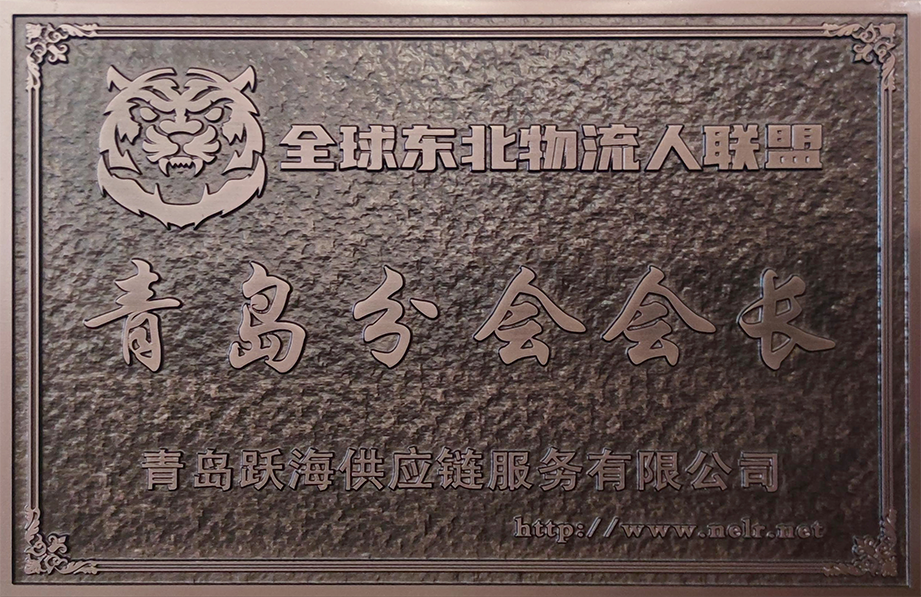 全球东北物流人联盟
青岛分会会长
青岛跃海供应链服务有限公司
http://www.nelr.net